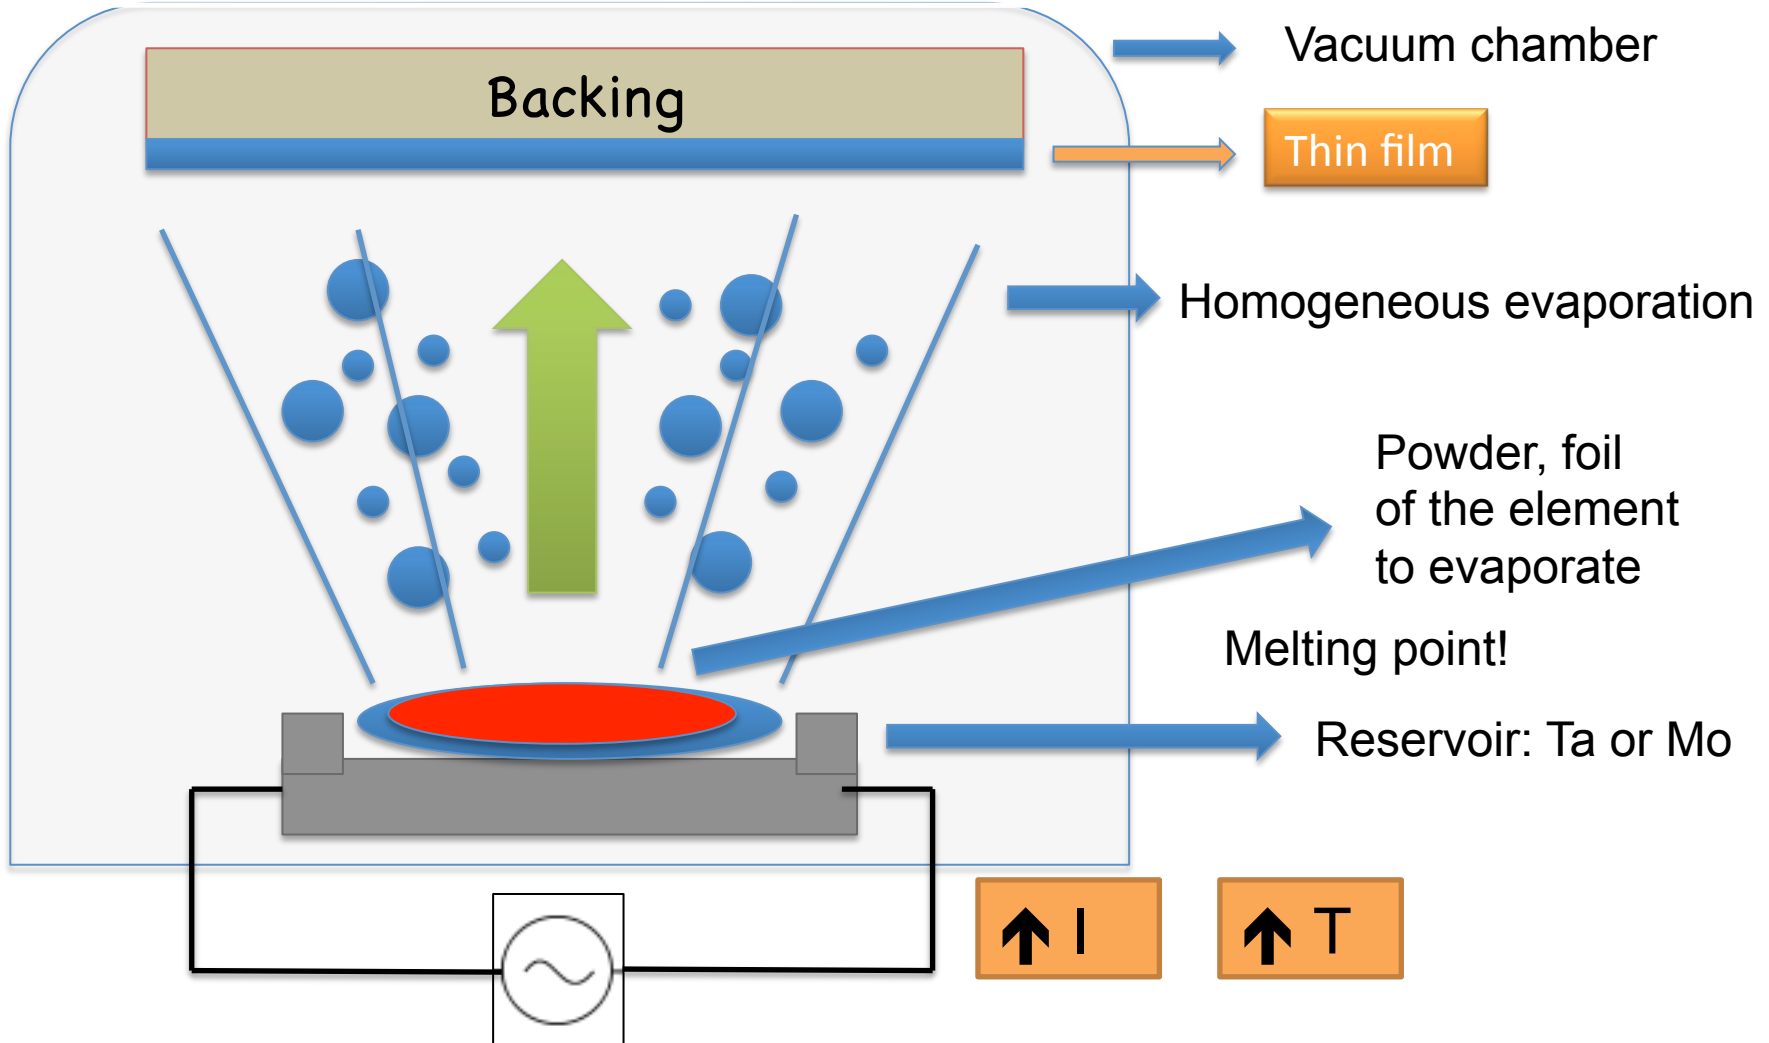 Vacuum chamber
Backing
Thin film
Homogeneous evaporation
Powder, foil
of the element
to evaporate
Melting point!
Reservoir: Ta or Mo
I
T